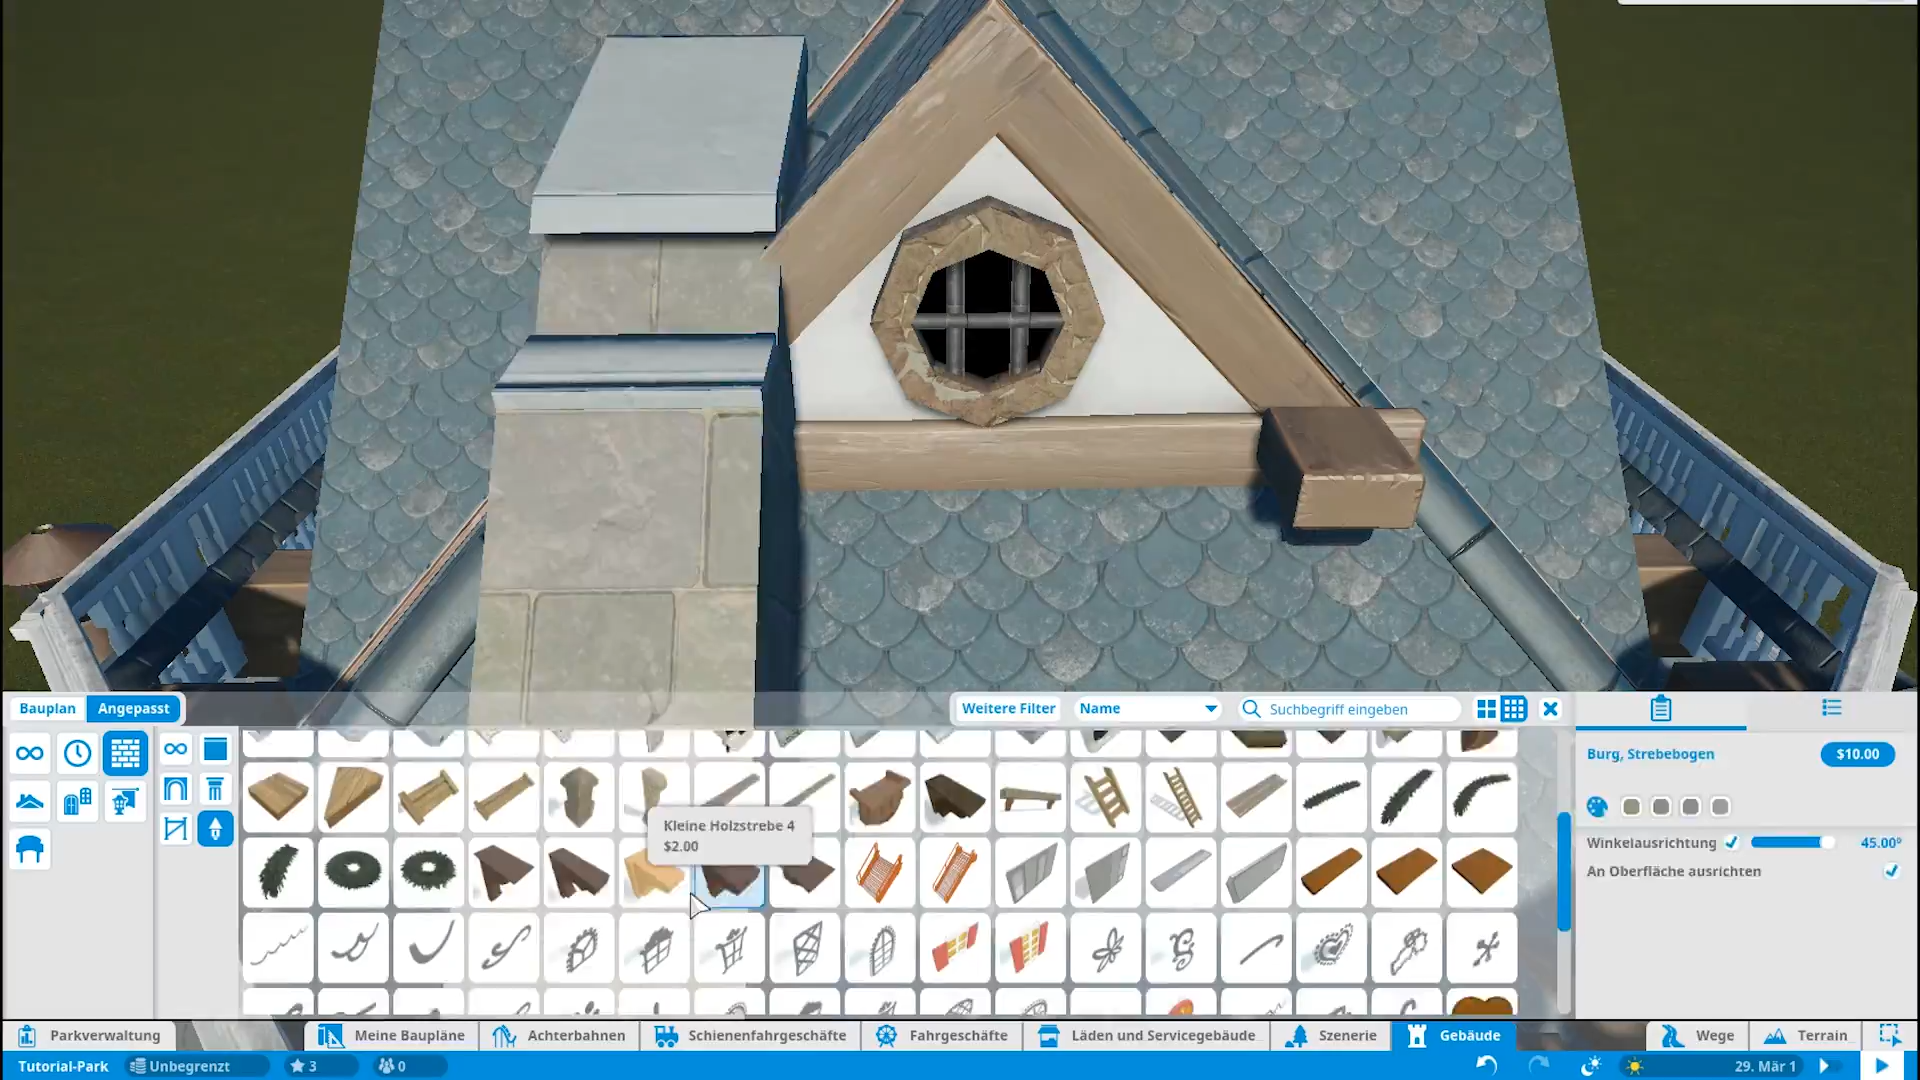 Bauplan
Angepasst
Weitere Filter
Name
Suchbegriff eingeben
Burg, Strebebogen
$10.00
Kleine Holzstrebe 4
$2.00
Winkelausrichtung
45.00°
An Oberfläche ausrichten
Parkverwaltung
Meine Baupläne
Achterbahnen
Schienenfahrgeschäfte
Fahrgeschäfte
Läden und Servicegebäude
Szenerie
Gebäude
Wege
Terrain
Tutorial-Park
Unbegrenzt
3
0
29. Mär 1